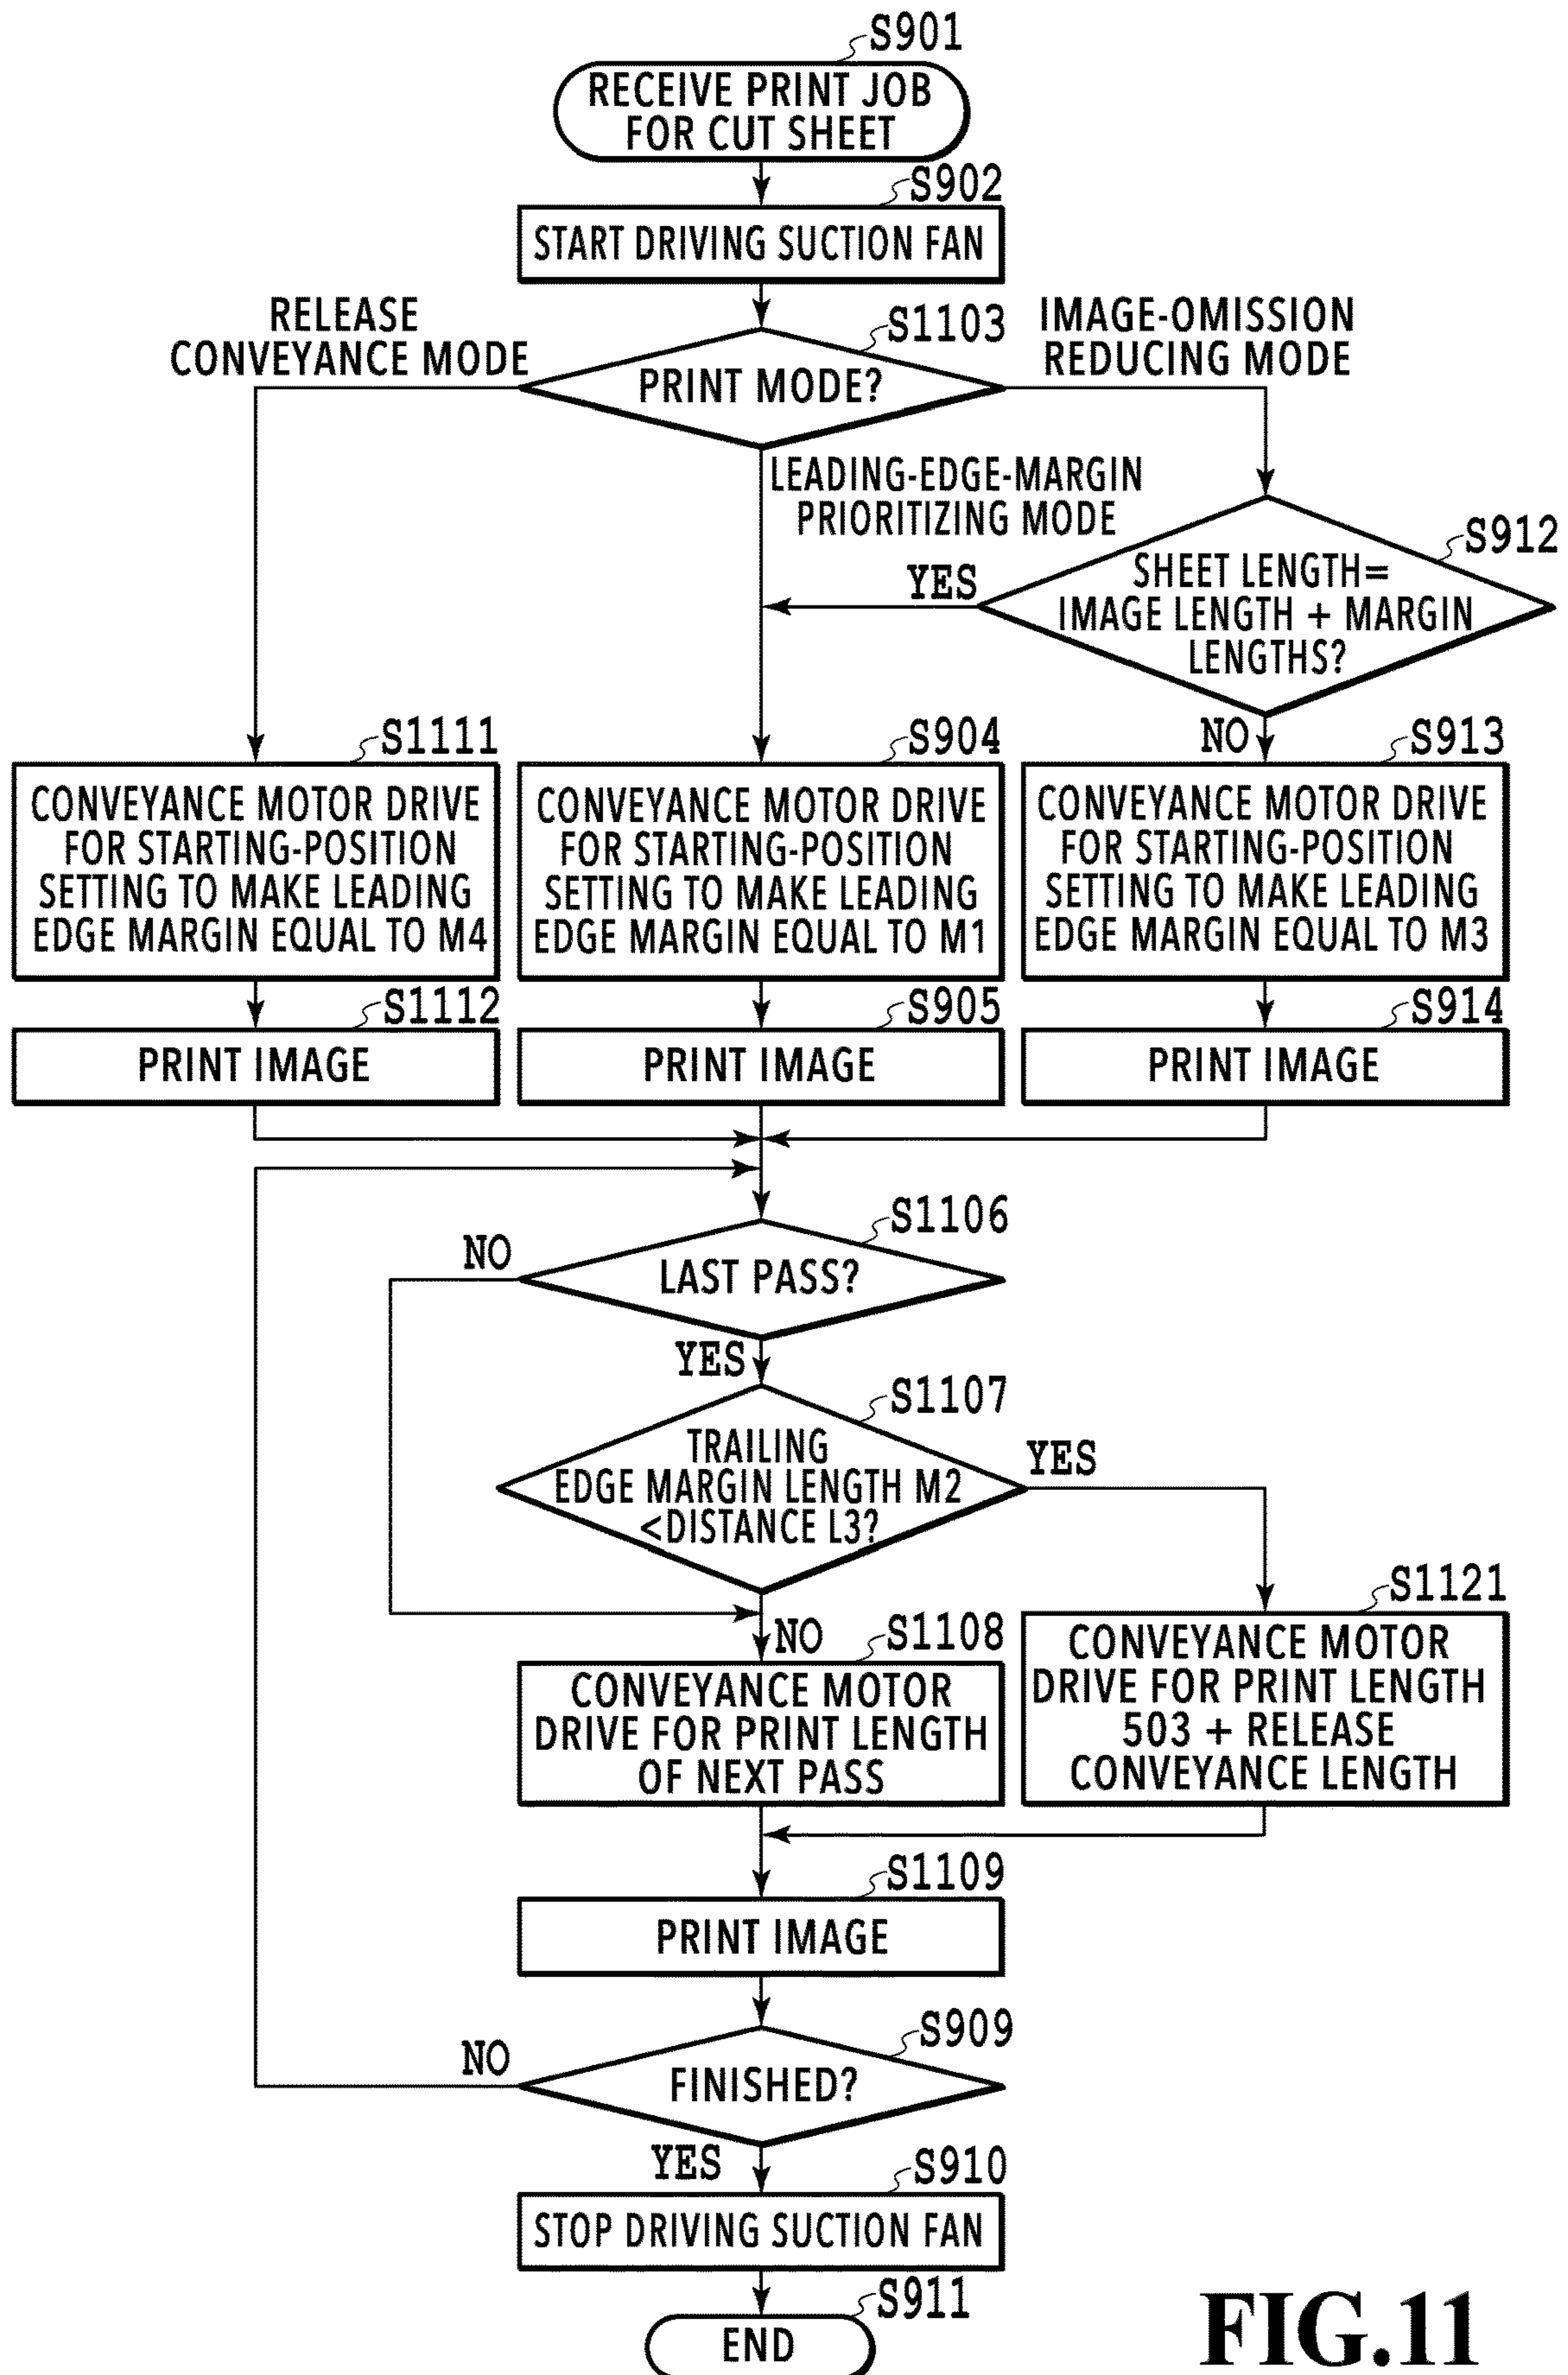 S901
RECEIVE PRINT JOB
FOR CUT SHEET
S902
START DRIVING SUCTION FAN
RELEASE
CONVEYANCE MODE
S1103
PRINT MODE?
IMAGE-OMISSION
REDUCING MODE
LEADING-EDGE-MARGIN
PRIORITIZING MODE
S912
YES
SHEET LENGTH=
IMAGE LENGTH + MARGIN
LENGTHS?
NO
S1111
CONVEYANCE MOTOR DRIVE
FOR STARTING-POSITION
SETTING TO MAKE LEADING
EDGE MARGIN EQUAL TO M4
S904
CONVEYANCE MOTOR DRIVE
FOR STARTING-POSITION
SETTING TO MAKE LEADING
EDGE MARGIN EQUAL TO M1
S913
CONVEYANCE MOTOR DRIVE
FOR STARTING-POSITION
SETTING TO MAKE LEADING
EDGE MARGIN EQUAL TO M3
S1112
PRINT IMAGE
S905
PRINT IMAGE
S914
PRINT IMAGE
S1106
NO
LAST PASS?
YES
S1107
TRAILING
EDGE MARGIN LENGTH M2
<DISTANCE L3?
YES
NO
S1108
CONVEYANCE MOTOR
DRIVE FOR PRINT LENGTH
OF NEXT PASS
S1121
CONVEYANCE MOTOR
DRIVE FOR PRINT LENGTH
503 + RELEASE
CONVEYANCE LENGTH
S1109
PRINT IMAGE
S909
NO
FINISHED?
YES
S910
STOP DRIVING SUCTION FAN
S911
END
FIG.11